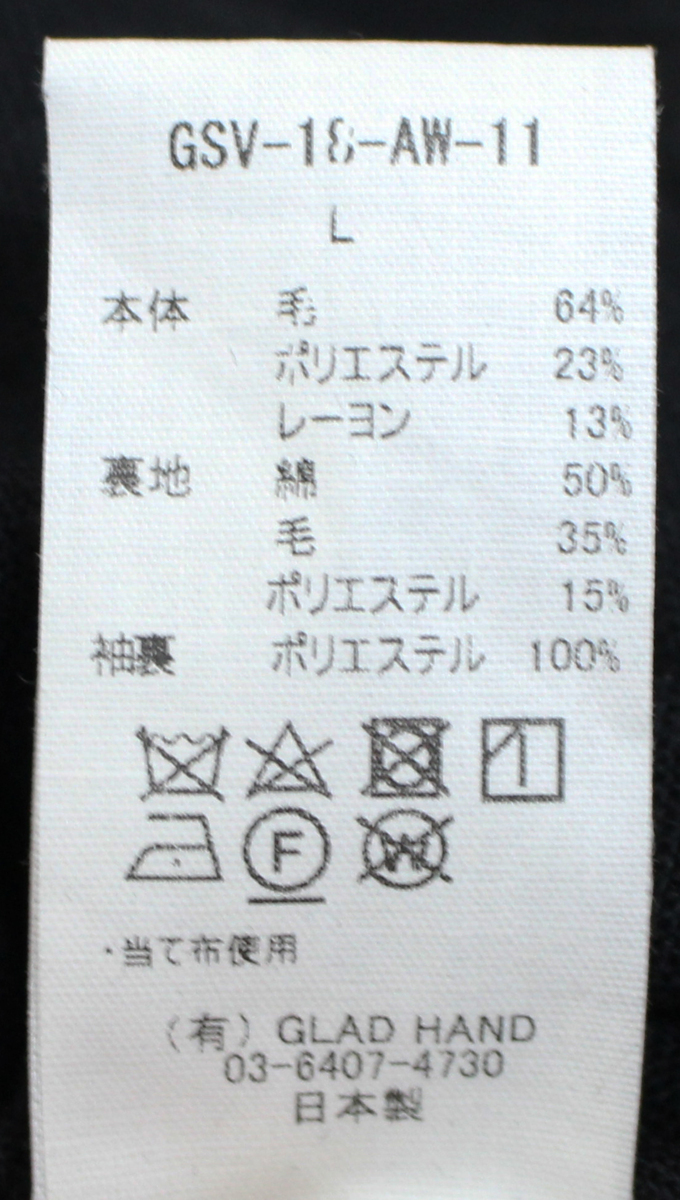 GSV-18-AW-11
L
本体 毛 64%
ポリエステル 23%
レーヨン 13%
裏地 綿 50%
毛 35%
ポリエステル 15%
袖裏 ポリエステル 100%
F W
・当て布使用
(有) GLAD HAND
03-6407-4730
日本製